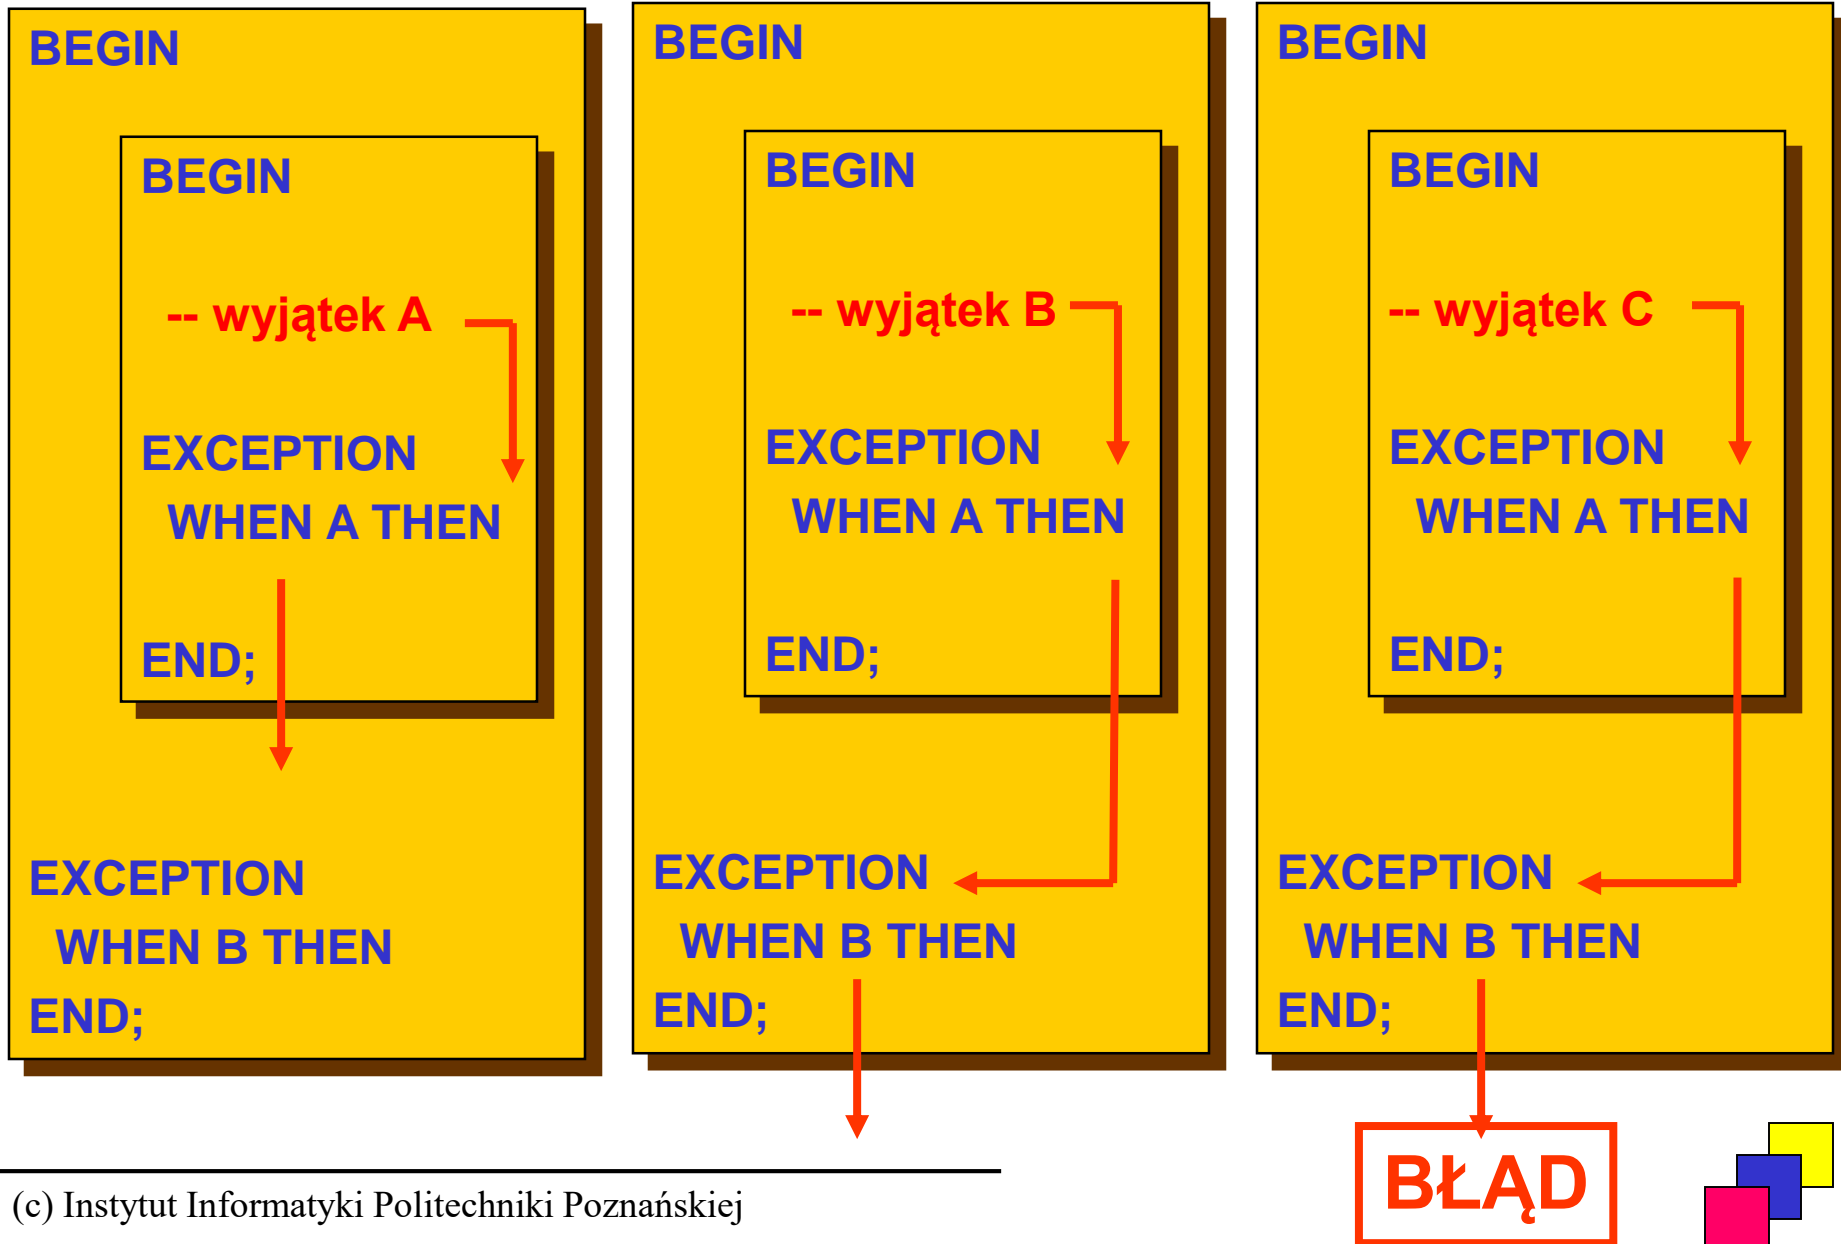 BEGIN
BEGIN
-- wyjątek A
EXCEPTION
WHEN A THEN
END;
EXCEPTION
WHEN B THEN
END;
BEGIN
BEGIN
-- wyjątek B
EXCEPTION
WHEN A THEN
END;
EXCEPTION
WHEN B THEN
END;
BEGIN
BEGIN
-- wyjątek C
EXCEPTION
WHEN A THEN
END;
EXCEPTION
WHEN B THEN
END;
BŁĄD
(c) Instytut Informatyki Politechniki Poznańskiej